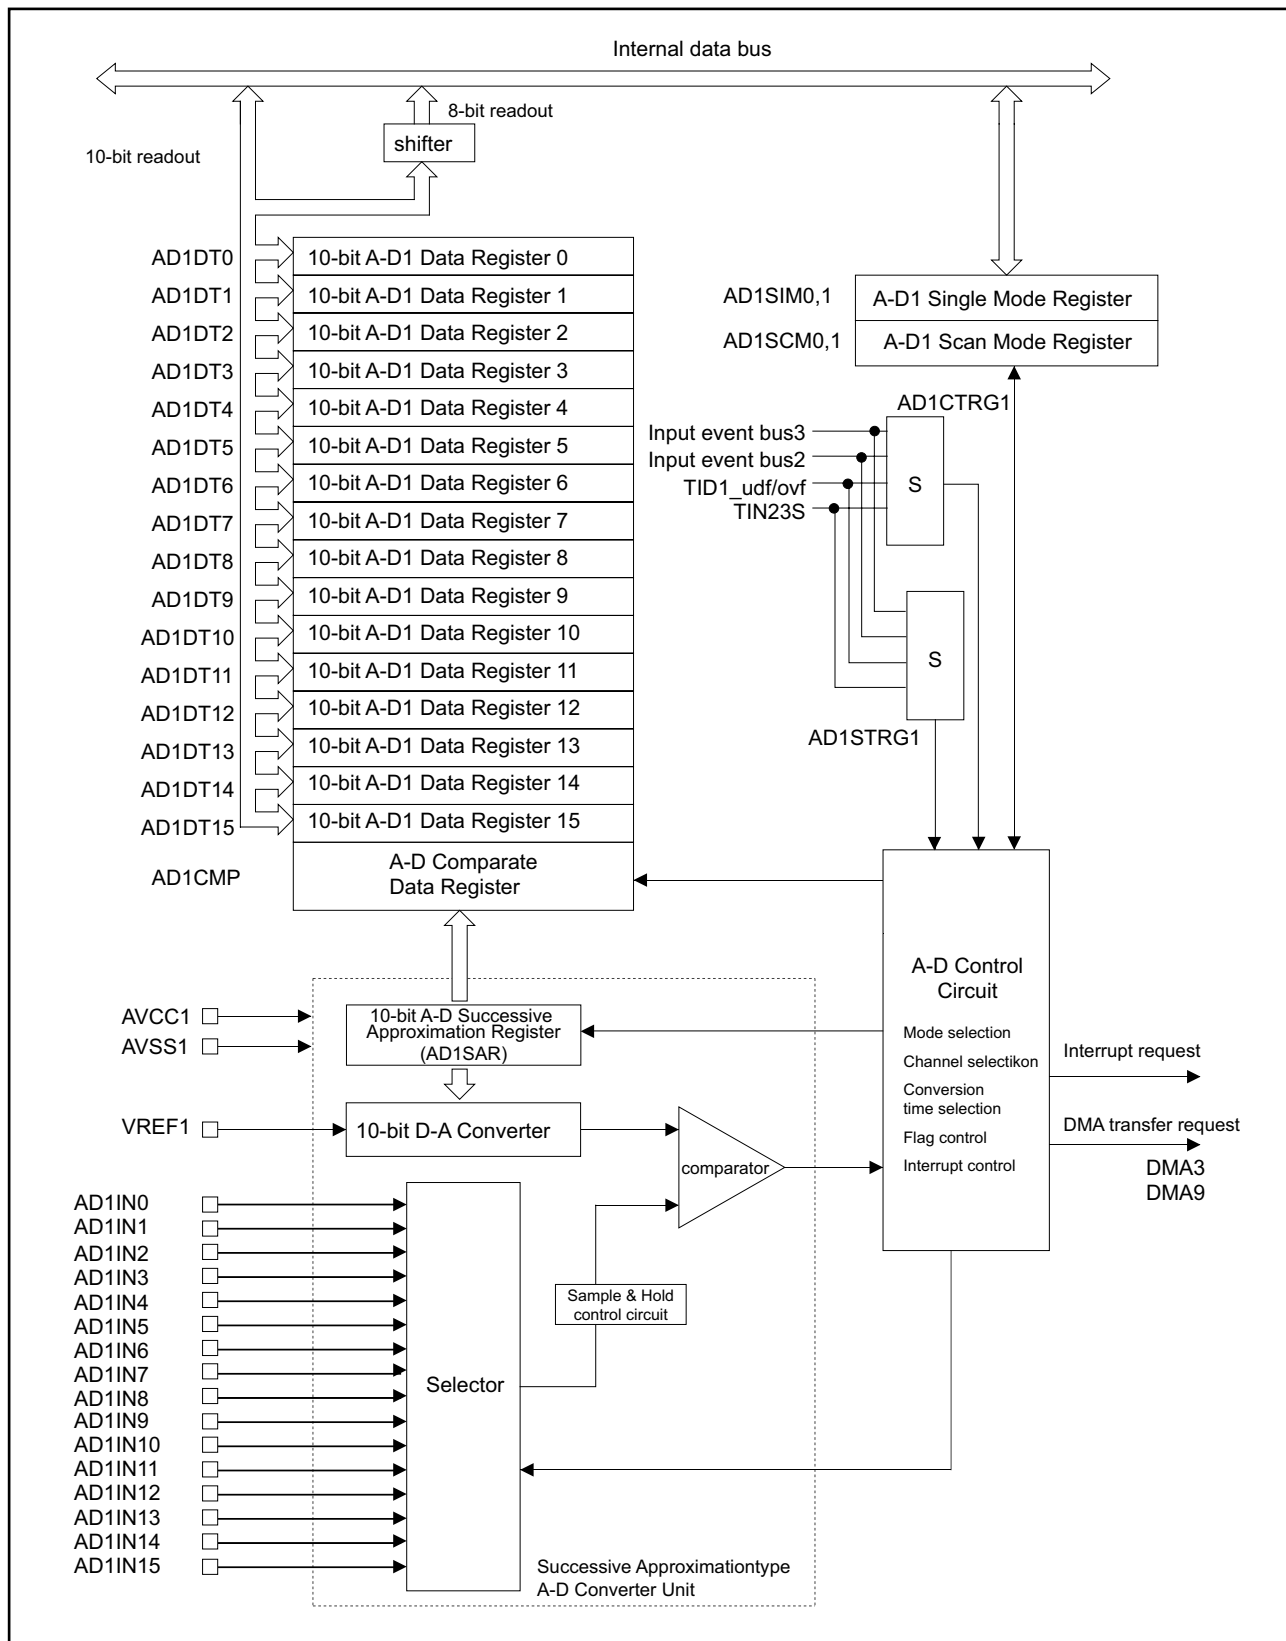 Internal data bus
8-bit readout
shifter
10-bit readout
AD1DT0
10-bit A-D1 Data Register 0
AD1DT1
10-bit A-D1 Data Register 1
AD1DT2
10-bit A-D1 Data Register 2
AD1DT3
10-bit A-D1 Data Register 3
AD1DT4
10-bit A-D1 Data Register 4
AD1DT5
10-bit A-D1 Data Register 5
AD1DT6
10-bit A-D1 Data Register 6
AD1DT7
10-bit A-D1 Data Register 7
AD1DT8
10-bit A-D1 Data Register 8
AD1DT9
10-bit A-D1 Data Register 9
AD1DT10
10-bit A-D1 Data Register 10
AD1DT11
10-bit A-D1 Data Register 11
AD1DT12
10-bit A-D1 Data Register 12
AD1DT13
10-bit A-D1 Data Register 13
AD1DT14
10-bit A-D1 Data Register 14
AD1DT15
10-bit A-D1 Data Register 15
AD1CMP
A-D Comparate
Data Register
AD1SIM0,1
A-D1 Single Mode Register
AD1SCM0,1
A-D1 Scan Mode Register
AD1CTRG1
Input event bus3
Input event bus2
TID1_udf/ovf
TIN23S
S
S
AD1STRG1
A-D Control
Circuit
Mode selection
Channel selectikon
Conversion
time selection
Flag control
Interrupt control
Interrupt request
DMA transfer request
DMA3
DMA9
AVCC1
AVSS1
10-bit A-D Successive
Approximation Register
(AD1SAR)
VREF1
10-bit D-A Converter
comparator
AD1IN0
AD1IN1
AD1IN2
AD1IN3
AD1IN4
AD1IN5
AD1IN6
AD1IN7
AD1IN8
AD1IN9
AD1IN10
AD1IN11
AD1IN12
AD1IN13
AD1IN14
AD1IN15
Selector
Sample & Hold
control circuit
Successive Approximationtype
A-D Converter Unit